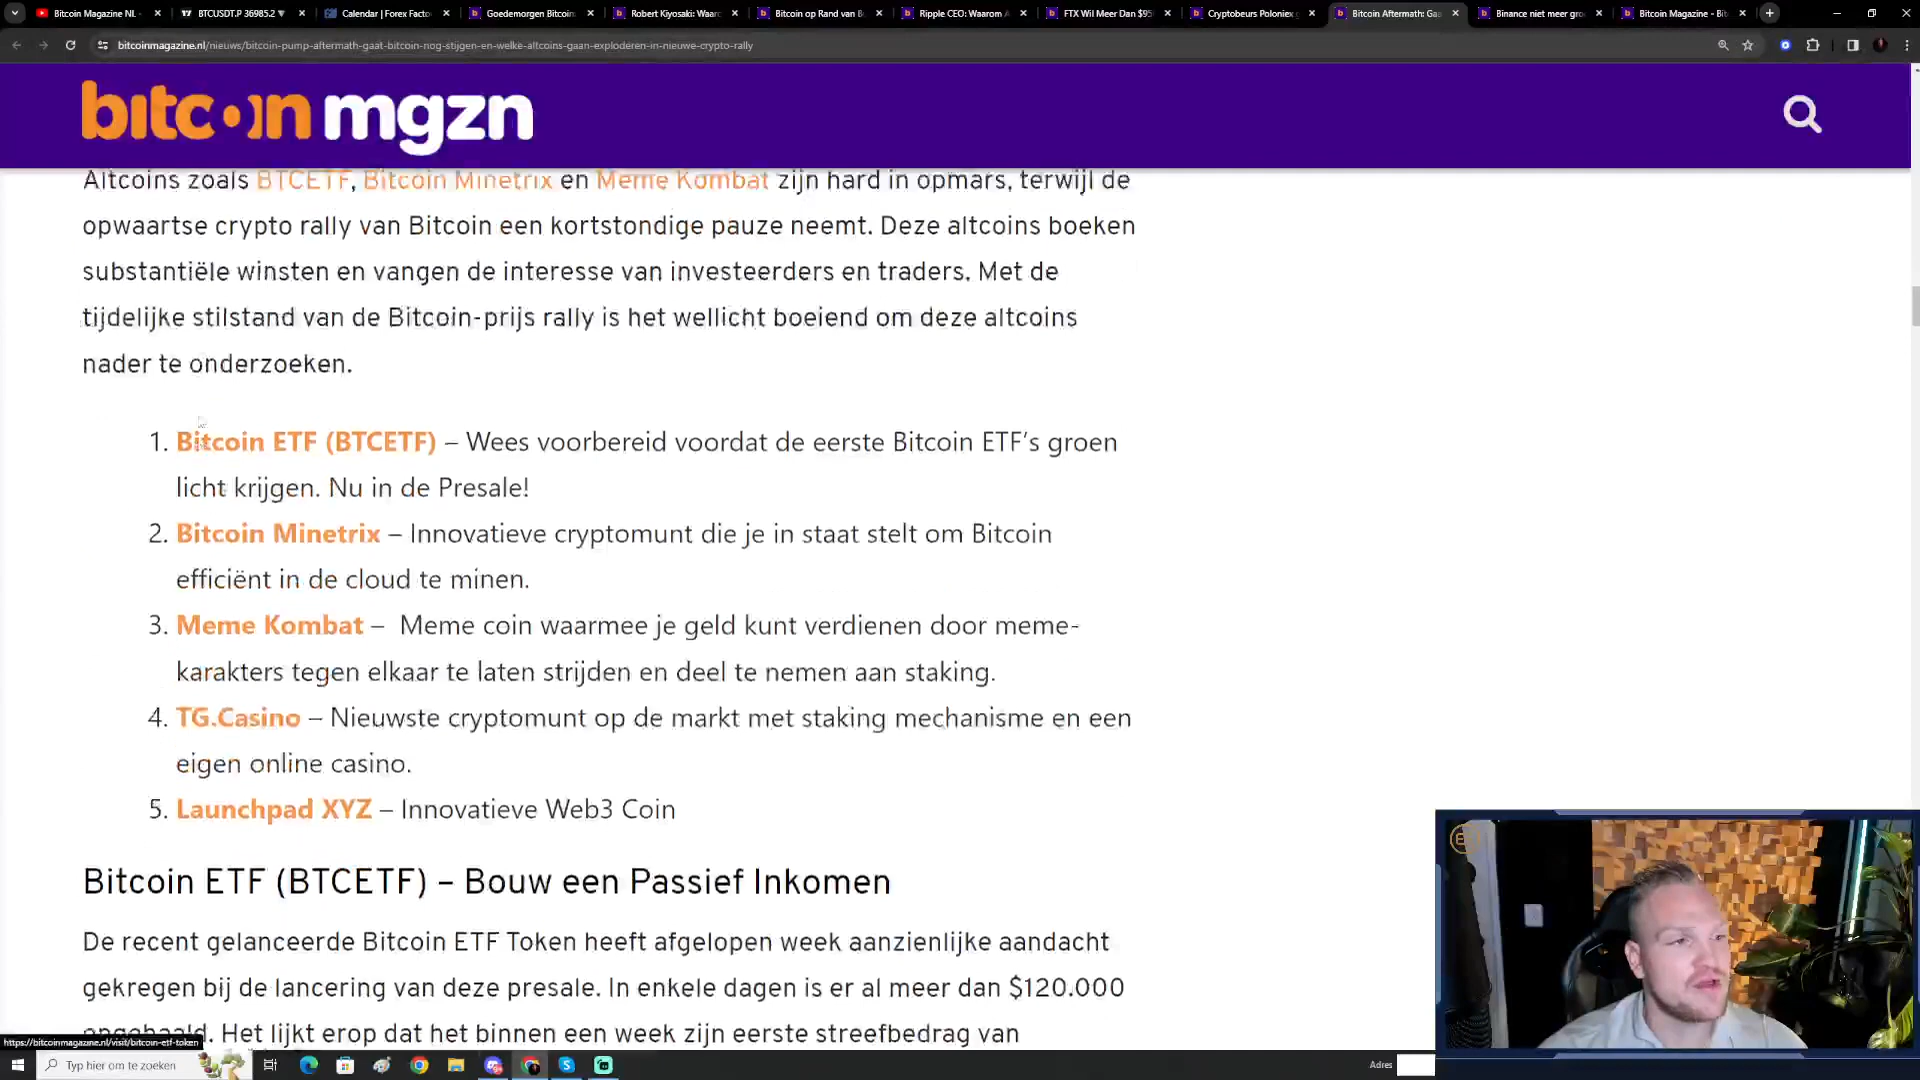 Bitcoin Magazine NL -
BTCUSDT.P 36985.2
Calendar | Forex Facto
Goedemorgen Bitcoin
Robert Kiyosaki: Waar
Bitcoin op Rand van B
Ripple CEO: Waarom A
FTX Wil Meer Dan $95
Cryptobeurs Poloniex
Bitcoin Aftermath: Gaa
Binance niet meer gro
Bitcoin Magazine - Bit
bitcoinmagazine.nl/nieuws/bitcoin-pump-aftermath-gaat-bitcoin-nog-stijgen-en-welke-altcoins-gaan-exploderen-in-nieuwe-crypto-rally
bitcoin mgzn
Altcoins zoals BTCETF, Bitcoin Minetrix en Meme Kombat zijn hard in opmars, terwijl de
opwaartse crypto rally van Bitcoin een kortstondige pauze neemt. Deze altcoins boeken
substantiële winsten en vangen de interesse van investeerders en traders. Met de
tijdelijke stilstand van de Bitcoin-prijs rally is het wellicht boeiend om deze altcoins
nader te onderzoeken.
1. Bitcoin ETF (BTCETF) – Wees voorbereid voordat de eerste Bitcoin ETF’s groen
licht krijgen. Nu in de Presale!
2. Bitcoin Minetrix – Innovatieve cryptomunt die je in staat stelt om Bitcoin
efficiënt in de cloud te minen.
3. Meme Kombat – Meme coin waarmee je geld kunt verdienen door meme-
karakters tegen elkaar te laten strijden en deel te nemen aan staking.
4. TG.Casino – Nieuwste cryptomunt op de markt met staking mechanisme en een
eigen online casino.
5. Launchpad XYZ – Innovatieve Web3 Coin
Bitcoin ETF (BTCETF) – Bouw een Passief Inkomen
De recent gelanceerde Bitcoin ETF Token heeft afgelopen week aanzienlijke aandacht
gekregen bij de lancering van deze presale. In enkele dagen is er al meer dan $120.000
opgehaald. Het lijkt erop dat het binnen een week zijn eerste streefbedrag van
https://bitcoinmagazine.nl/visit/bitcoin-etf-token
Typ hier om te zoeken
Adres